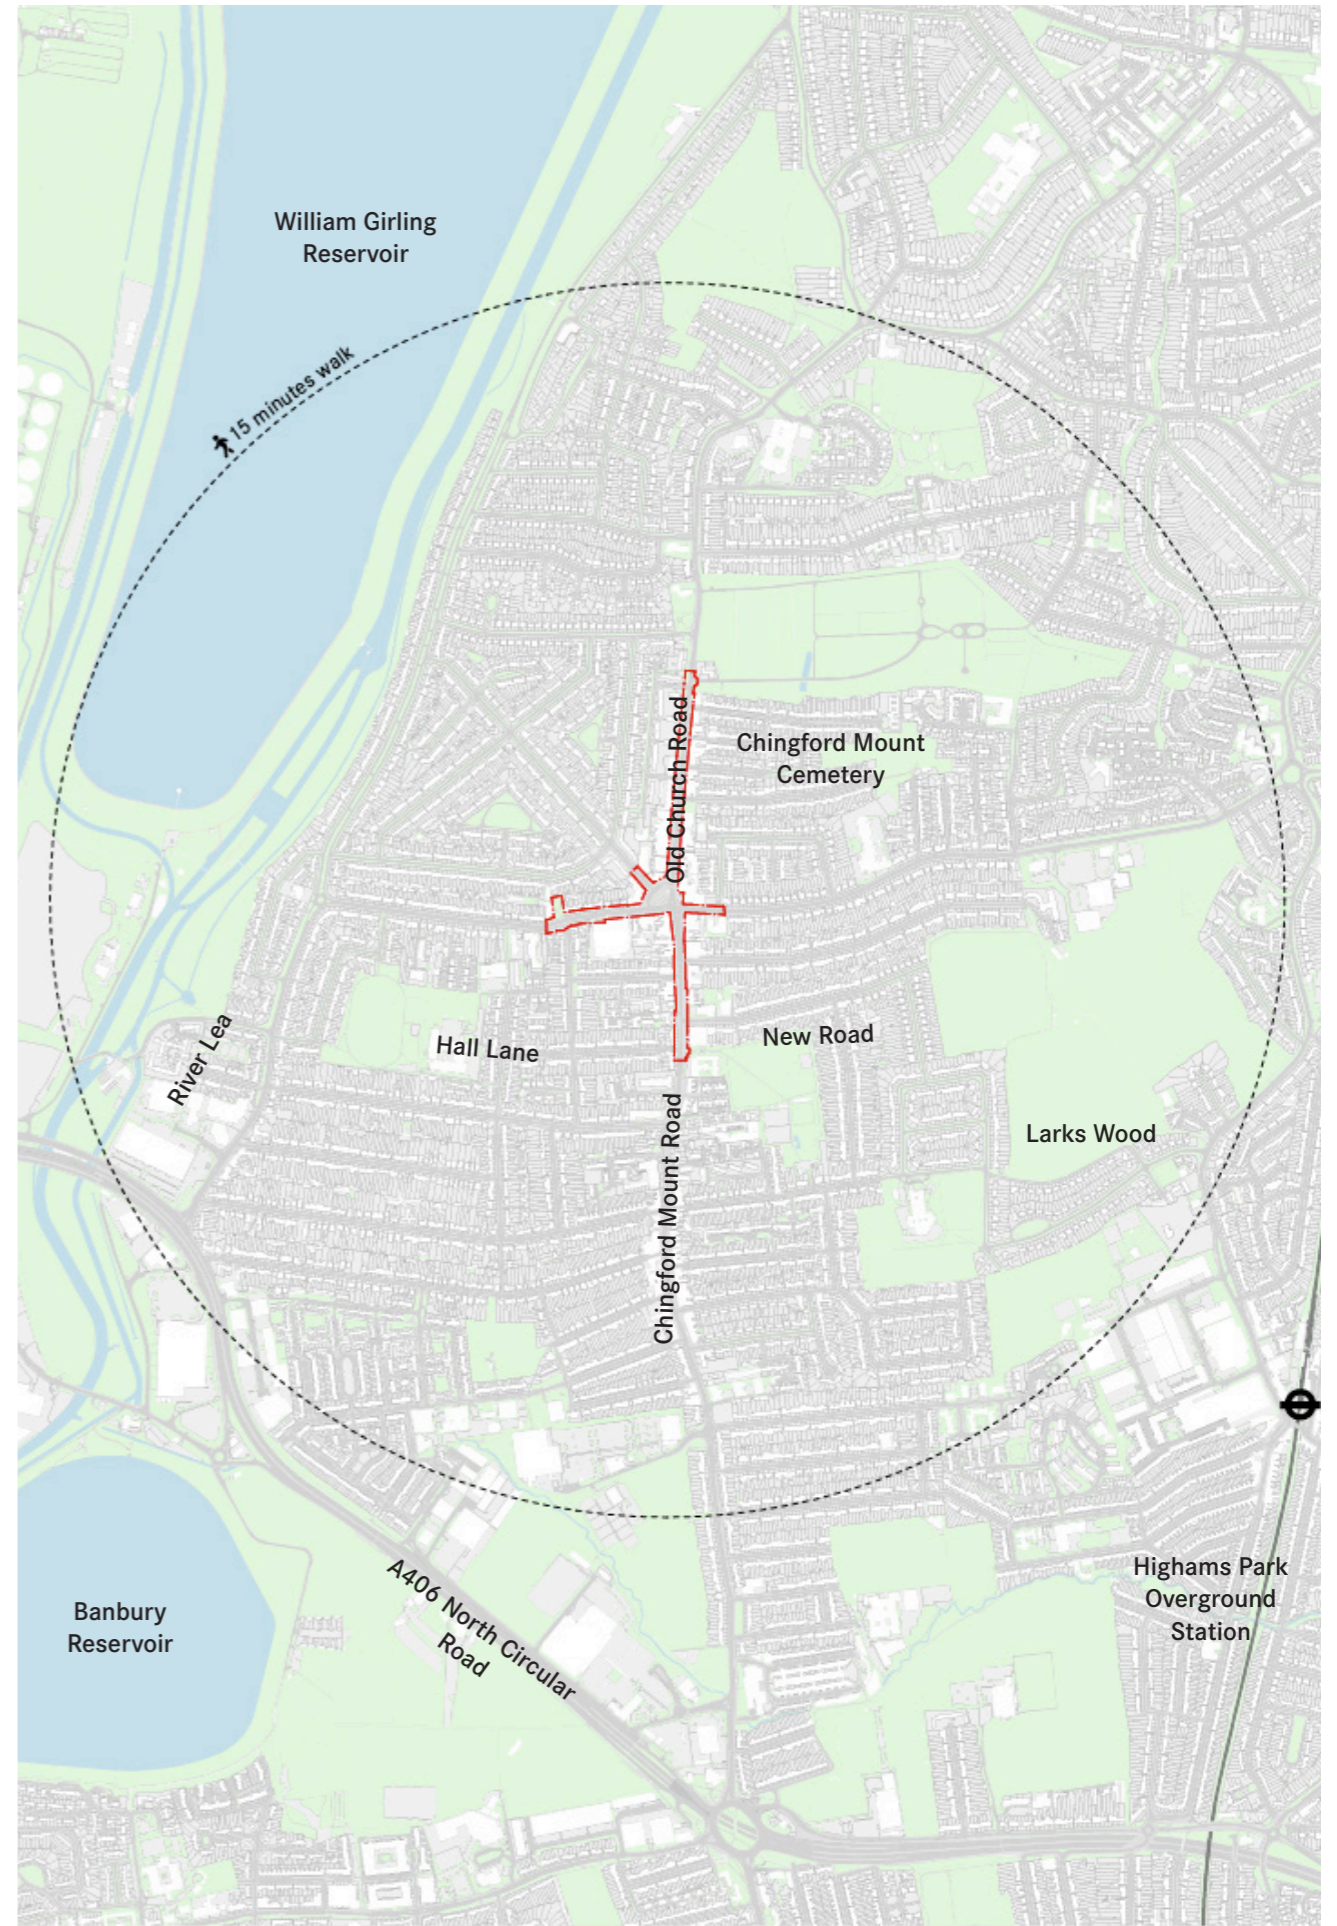 William Girling
Reservoir
15 minutes walk
Old Church Road
Chingford Mount
Cemetery
River Lea
Hall Lane
New Road
Chingford Mount Road
Larks Wood
A406 North Circular
Road
Highams Park
Overground
Station
Banbury
Reservoir